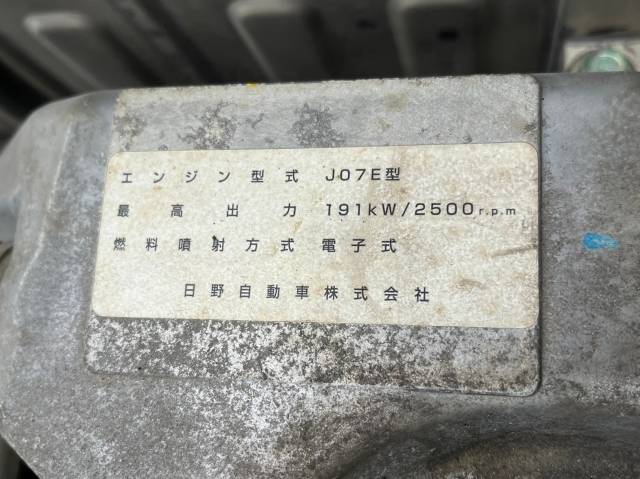 エンジン型式 J07E型
最高出力 191kW/2500r.p.m
燃料噴射方式 電子式
日野自動車株式会社